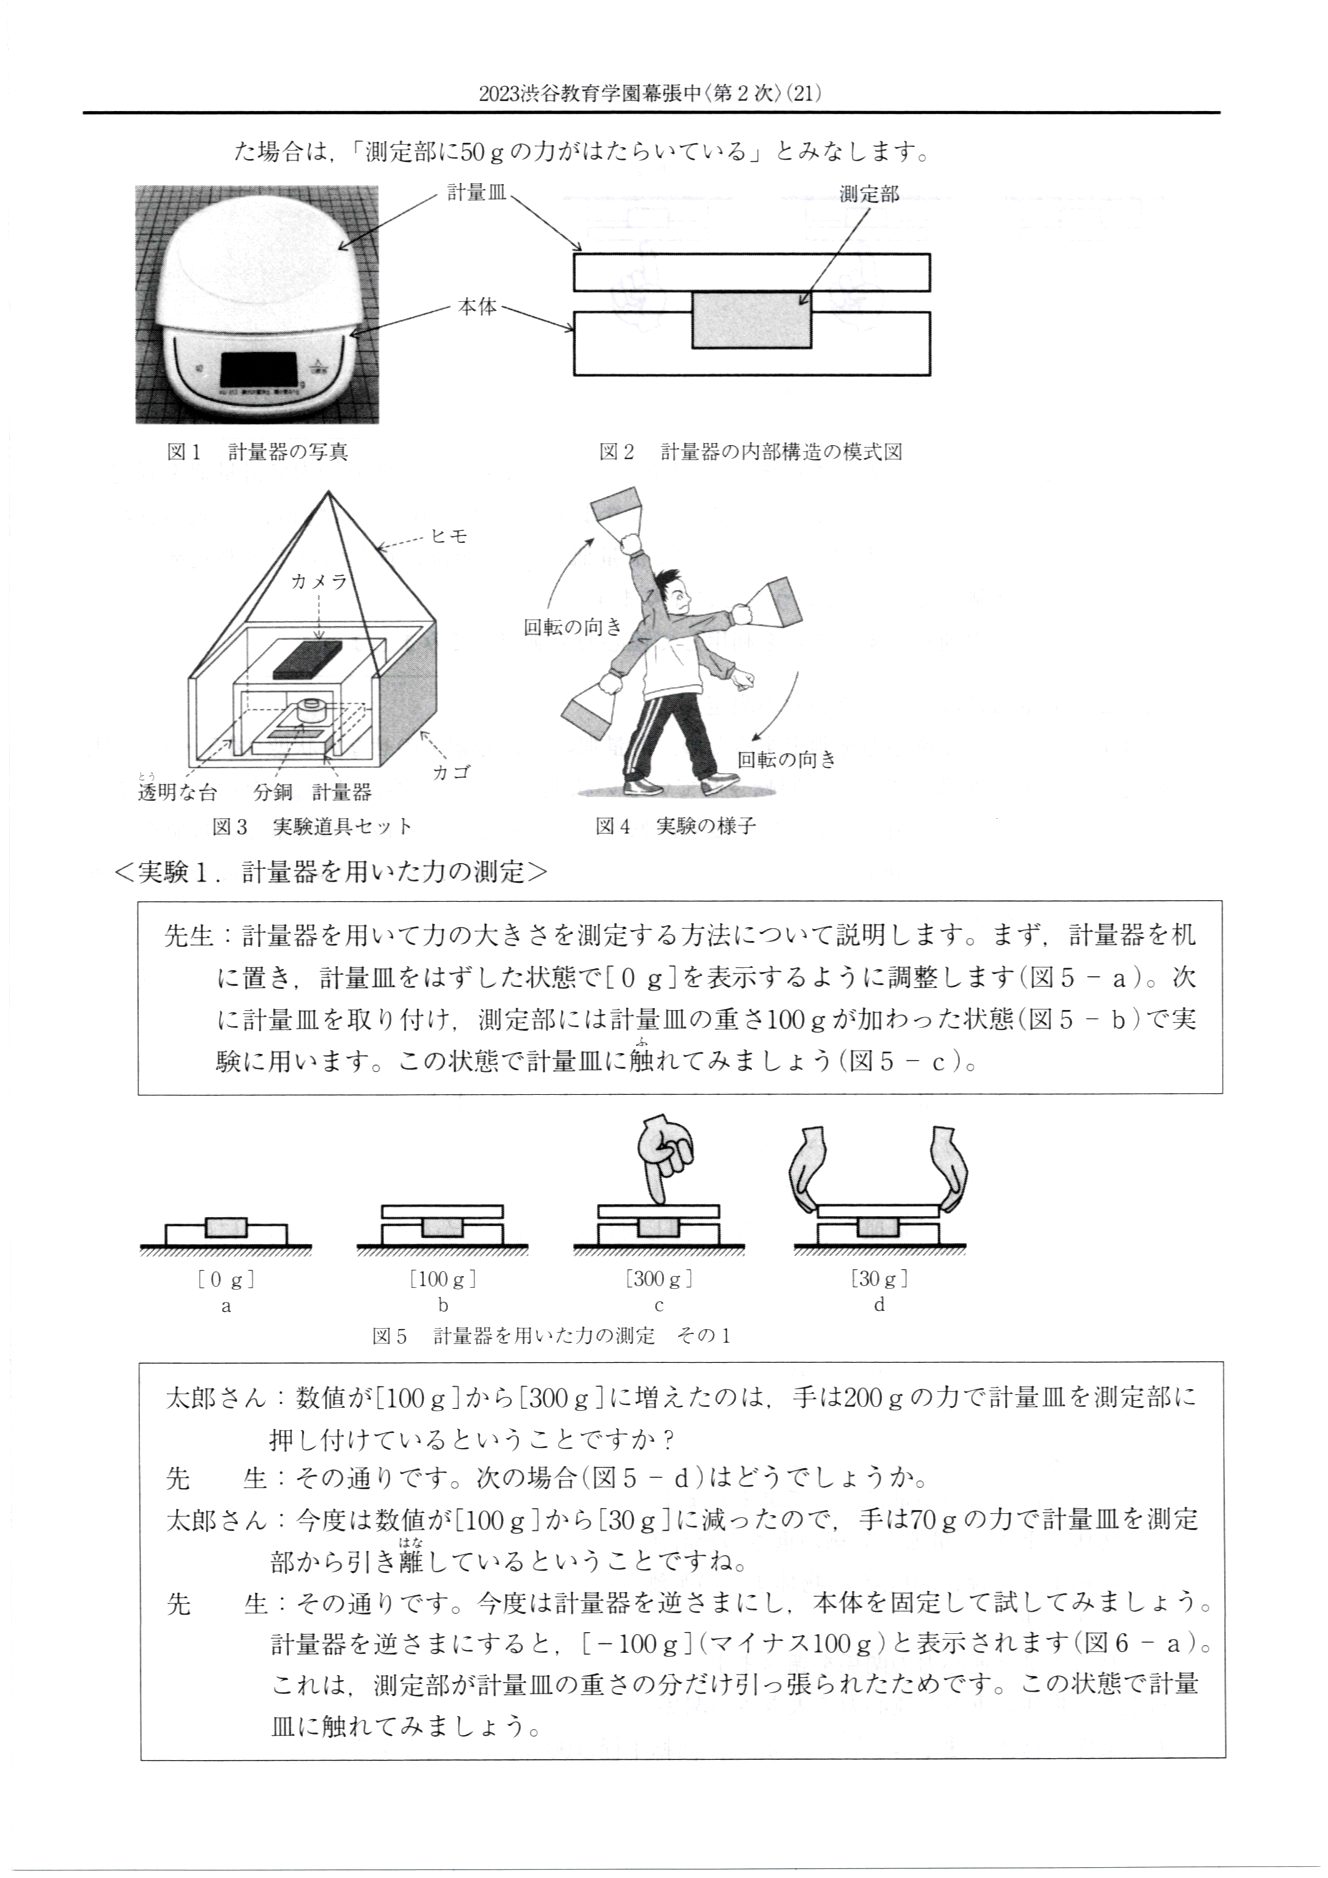 2023渋谷教育学園幕張中〈第2次〉(21)
た場合は，「測定部に50gの力がはたらいている」とみなします。
計量皿
測定部
本体
図1　計量器の写真
図2　計量器の内部構造の模式図
ヒモ
カメラ
回転の向き
回転の向き
カゴ
とう
透明な台　分銅　計量器
図3　実験道具セット
図4　実験の様子
＜実験1．計量器を用いた力の測定＞
先生：計量器を用いて力の大きさを測定する方法について説明します。まず，計量器を机
に置き，計量皿をはずした状態で[0g]を表示するように調整します(図5－a)。次
に計量皿を取り付け，測定部には計量皿の重さ100gが加わった状態(図5－b)で実
ふ
験に用います。この状態で計量皿に触れてみましょう(図5－c)。
[0g]　[100g]　[300g]　[30g]
a　b　c　d
図5　計量器を用いた力の測定　その1
太郎さん：数値が[100g]から[300g]に増えたのは，手は200gの力で計量皿を測定部に
押し付けているということですか？
先　生：その通りです。次の場合(図5－d)はどうでしょうか。
太郎さん：今度は数値が[100g]から[30g]に減ったので，手は70gの力で計量皿を測定
はな
部から引き離しているということですね。
先　生：その通りです。今度は計量器を逆さまにし，本体を固定して試してみましょう。
計量器を逆さまにすると，[－100g](マイナス100g)と表示されます(図6－a)。
これは，測定部が計量皿の重さの分だけ引っ張られたためです。この状態で計量
皿に触れてみましょう。